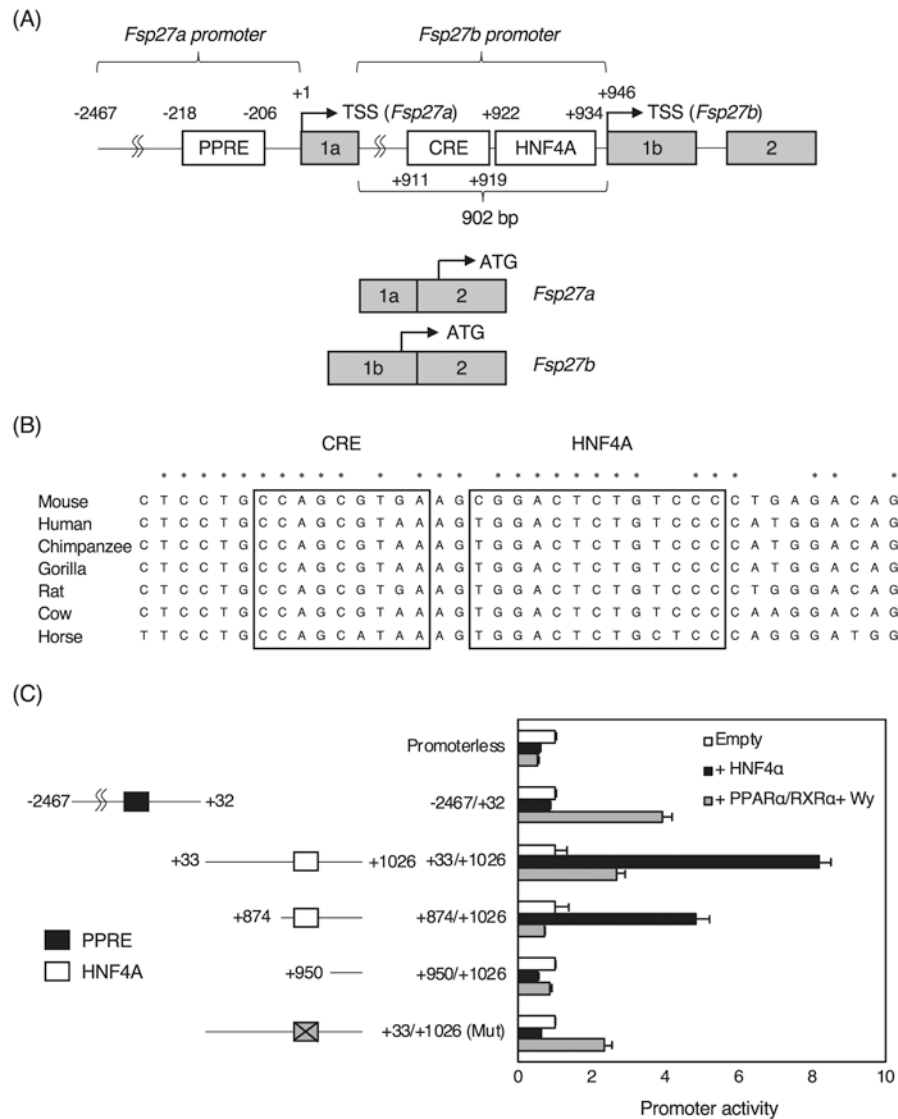 (A)
Fsp27a promoter
Fsp27b promoter
-2467
-218
-206
+1
TSS (Fsp27a)
+922
+934
+946
TSS (Fsp27b)
PPRE
1a
CRE
HNF4A
1b
2
+911
+919
902 bp
ATG
1a
2
Fsp27a
ATG
1b
2
Fsp27b
(B)
CRE
HNF4A
* * * * * * * * * * * * * * * * * * * * * * * * * * *
Mouse C T C C T G C C A G C G T G A A G C G G A C T C T G T C C C C T G A G A C A G
Human C T C C T G C C A G C G T A A A G T G G A C T C T G T C C C C A T G G A C A G
Chimpanzee C T C C T G C C A G C G T A A A G T G G A C T C T G T C C C C A T G G A C A G
Gorilla C T C C T G C C A G C G T A A A G T G G A C T C T G T C C C C A T G G A C A G
Rat C T C C T G C C A G C G T A A A G T G G A C T C T G T C C C C T G G G A C A G
Cow C T C C T G C C A G C G T A A A G T G G A C T C T G T C C C C A A G G A C A G
Horse T T C C T G C C A G C A T A A A G T G G A C T C T G C T C C C A G G G A T G G
(C)
Promoterless
Empty
+ HNF4α
+ PPARα/RXRα+ Wy
-2467
+32
-2467/+32
+33
+1026
+33/+1026
+874
+874/+1026
PPRE
HNF4A
+950
+950/+1026
+33/+1026 (Mut)
0 2 4 6 8 10
Promoter activity